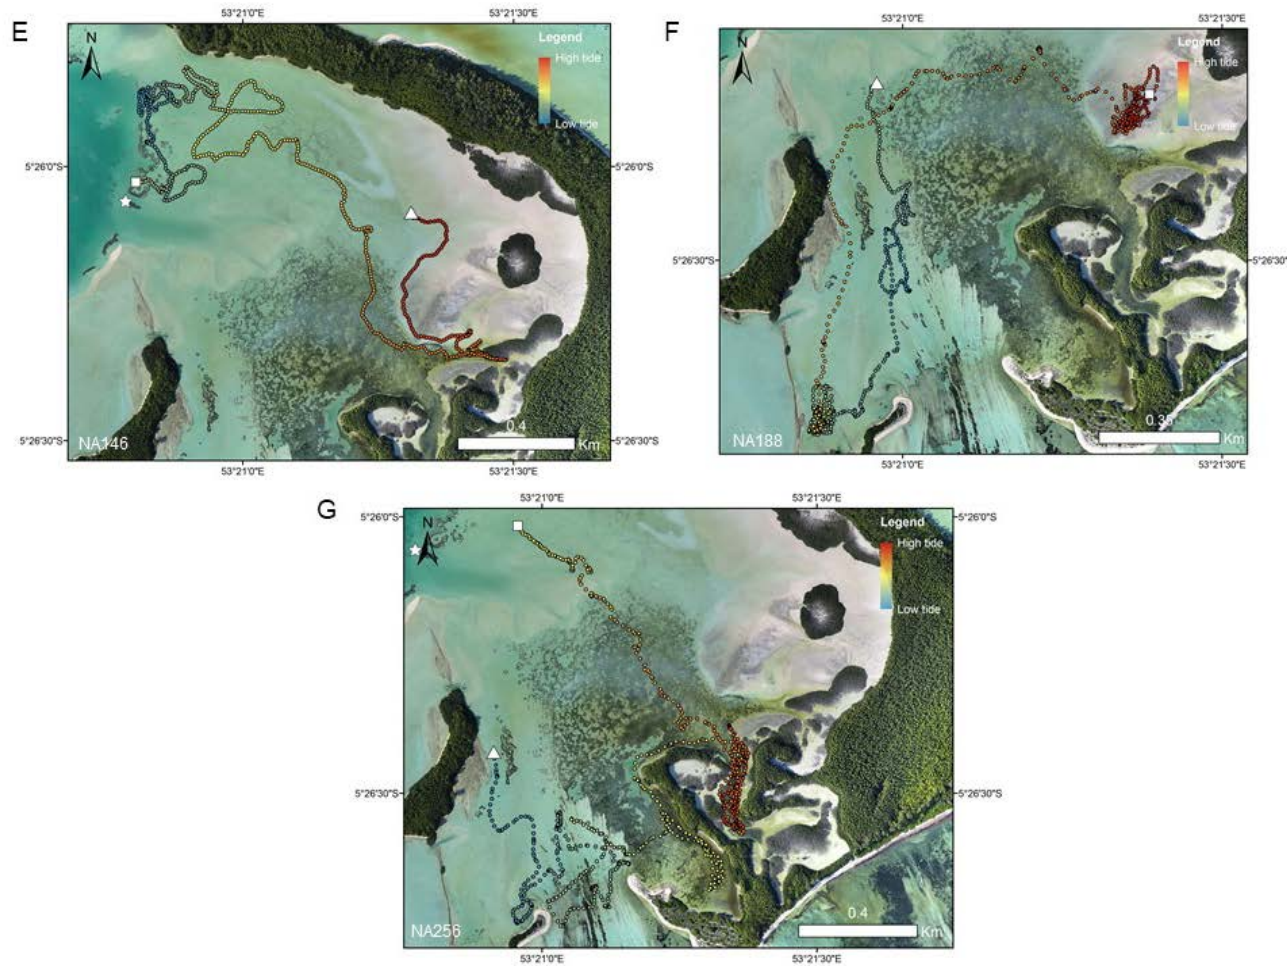 E
53°21'0"E 53°21'30"E
N
Legend
High tide
Low tide
5°26'0"S
5°26'30"S
NA146
0.4
Km
53°21'0"E 53°21'30"E
F
53°21'0"E 53°21'30"E
N
Legend
High tide
Low tide
5°26'0"S
5°26'30"S
NA188
0.35
Km
53°21'0"E 53°21'30"E
G
53°21'0"E 53°21'30"E
N
Legend
High tide
Low tide
5°26'0"S 5°26'0"S
5°26'30"S 5°26'30"S
NA256
0.4
Km
53°21'0"E 53°21'30"E